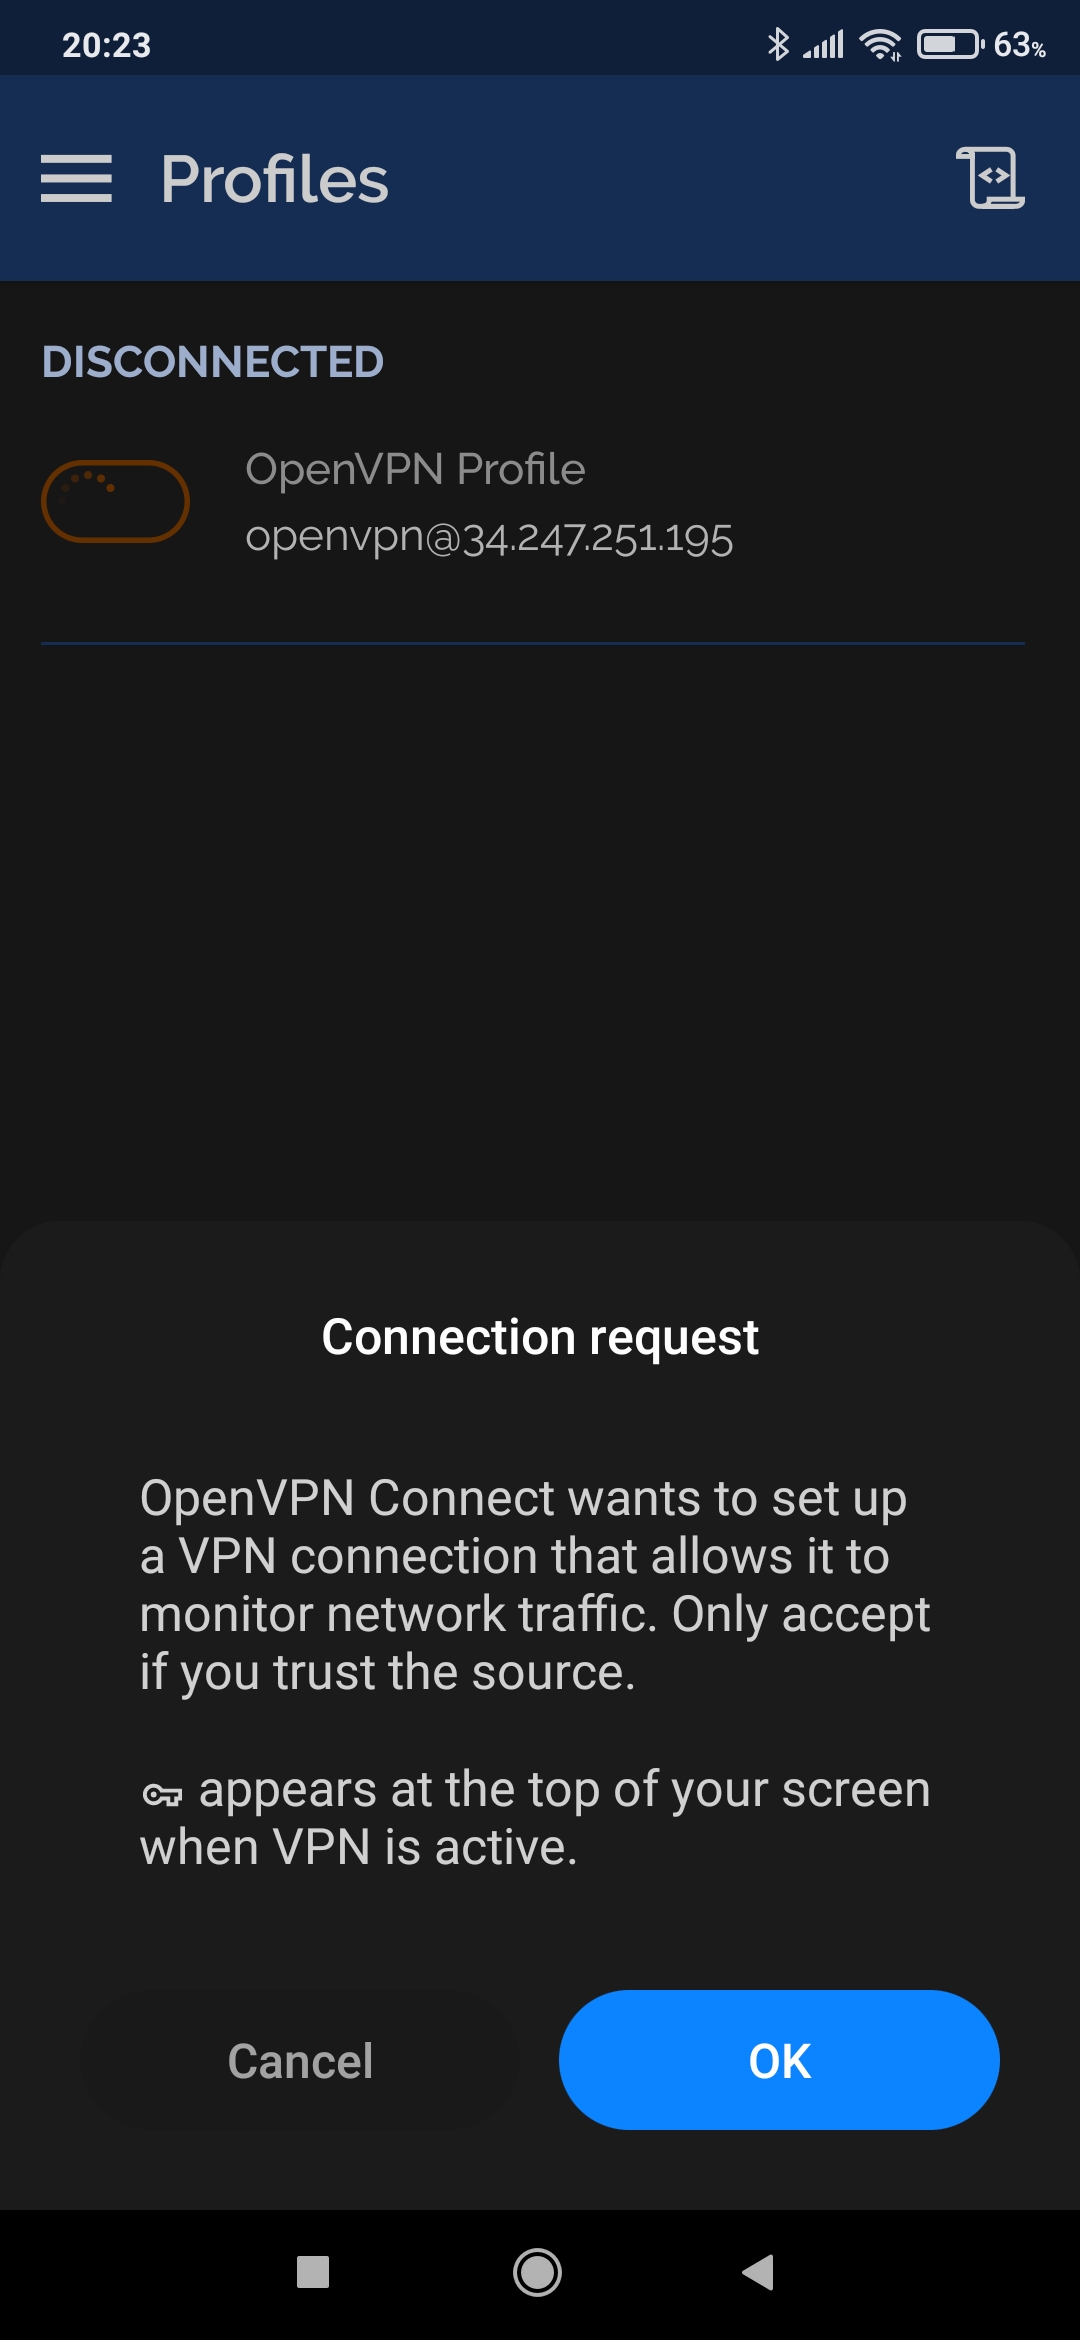 20:23
63%
Profiles
DISCONNECTED
OpenVPN Profile
openvpn@34.247.251.195
Connection request
OpenVPN Connect wants to set up
a VPN connection that allows it to
monitor network traffic. Only accept
if you trust the source.
appears at the top of your screen
when VPN is active.
Cancel
OK